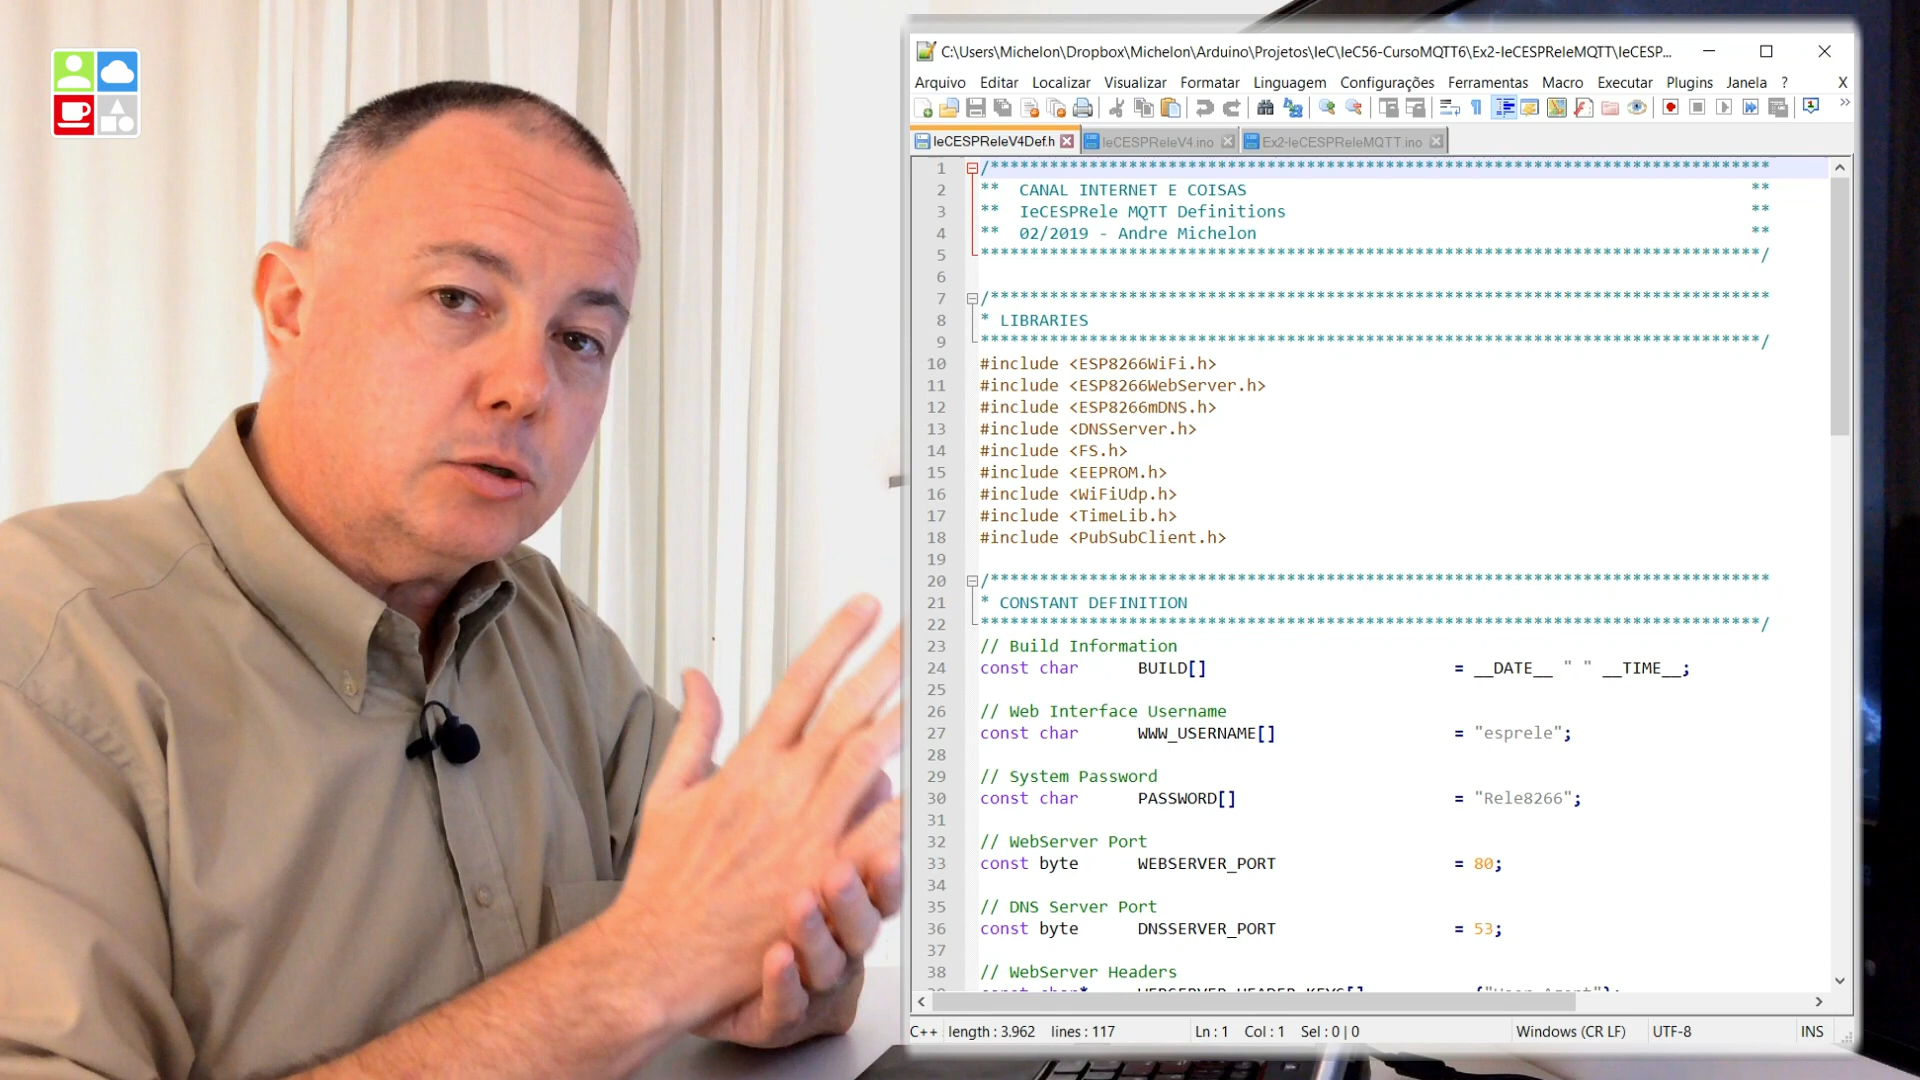 C:\Users\Michelon\Dropbox\Michelon\Arduino\Projetos\IeC\IeC56-CursoMQTT6\Ex2-IeCESPReleMQTT\IeCESP...
Arquivo Editar Localizar Visualizar Formatar Linguagem Configurações Ferramentas Macro Executar Plugins Janela ? X
IeCESPReleV4Def.h IeCESPReleV4.ino Ex2-IeCESPReleMQTT.ino
1 /********************************************************************************
2 ** CANAL INTERNET E COISAS **
3 ** IeCESPRele MQTT Definitions **
4 ** 02/2019 - Andre Michelon **
5 ********************************************************************************/
6
7 /********************************************************************************
8 * LIBRARIES
9 ********************************************************************************/
10 #include <ESP8266WiFi.h>
11 #include <ESP8266WebServer.h>
12 #include <ESP8266mDNS.h>
13 #include <DNSServer.h>
14 #include <FS.h>
15 #include <EEPROM.h>
16 #include <WiFiUdp.h>
17 #include <TimeLib.h>
18 #include <PubSubClient.h>
19
20 /********************************************************************************
21 * CONSTANT DEFINITION
22 ********************************************************************************/
23 // Build Information
24 const char BUILD[] = __DATE__ " " __TIME__;
25
26 // Web Interface Username
27 const char WWW_USERNAME[] = "esprele";
28
29 // System Password
30 const char PASSWORD[] = "Rele8266";
31
32 // WebServer Port
33 const byte WEBSERVER_PORT = 80;
34
35 // DNS Server Port
36 const byte DNSSERVER_PORT = 53;
37
38 // WebServer Headers
C++ length : 3.962 lines : 117 Ln : 1 Col : 1 Sel : 0 | 0 Windows (CR LF) UTF-8 INS